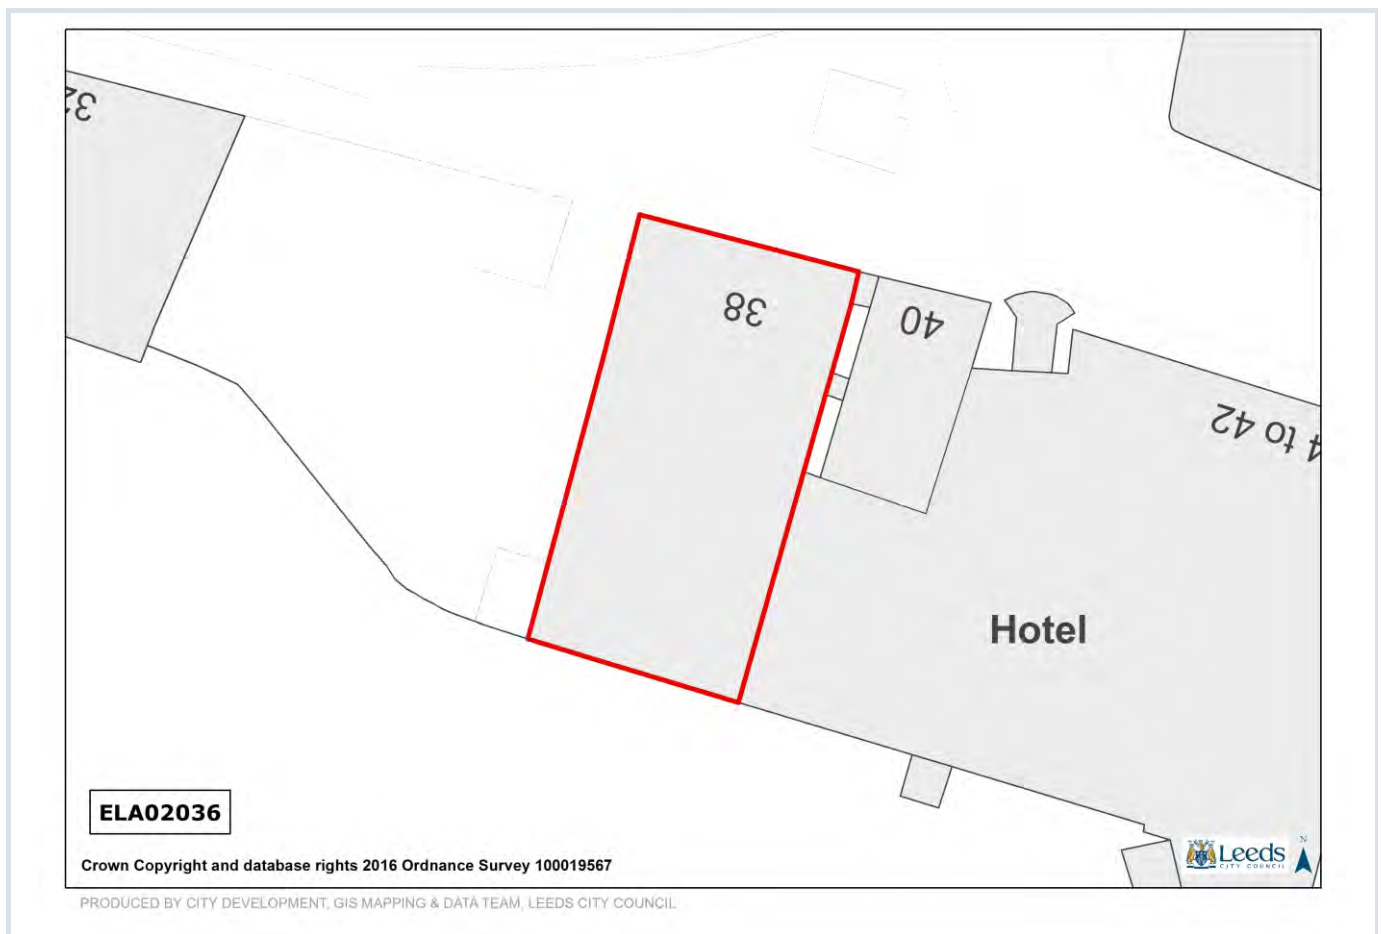 32
38
40
4 to 42
Hotel
ELA02036
Crown Copyright and database rights 2016 Ordnance Survey 100019567
Leeds
CITY COUNCIL
N
PRODUCED BY CITY DEVELOPMENT, GIS MAPPING & DATA TEAM, LEEDS CITY COUNCIL